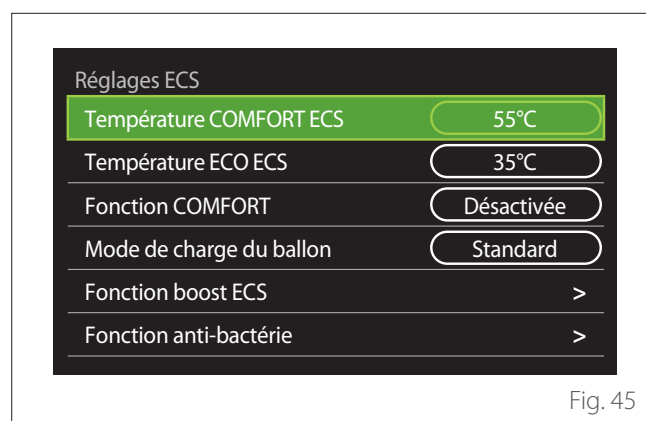 Réglages ECS
Température COMFORT ECS 55°C
Température ECO ECS 35°C
Fonction COMFORT Désactivée
Mode de charge du ballon Standard
Fonction boost ECS >
Fonction anti-bactérie >
Fig. 45